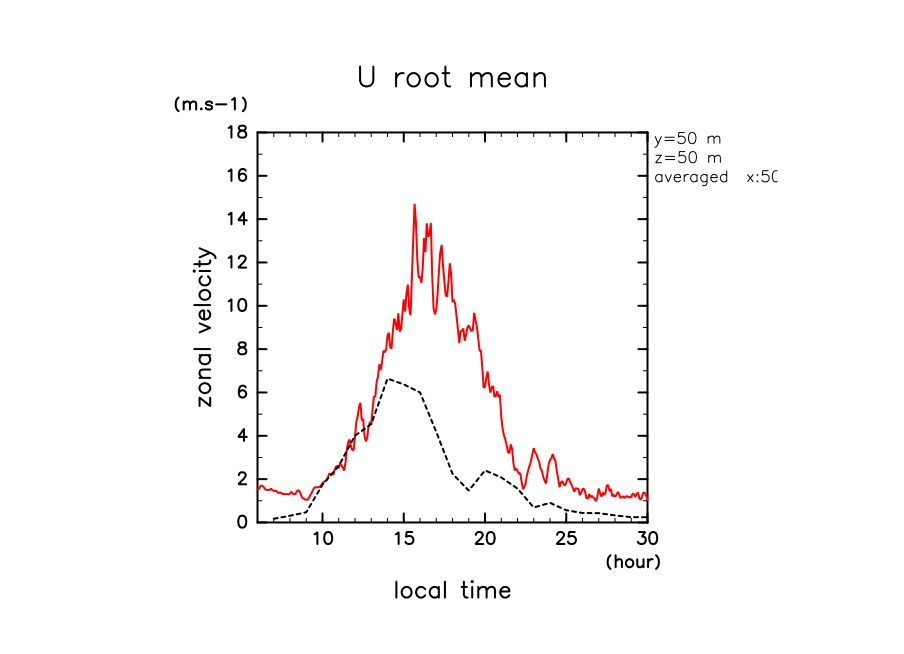 U root mean
(m.s-1)
y=50 m
z=50 m
averaged x:50
zonal velocity
18
16
14
12
10
8
6
4
2
0
10 15 20 25 30
(hour)
local time